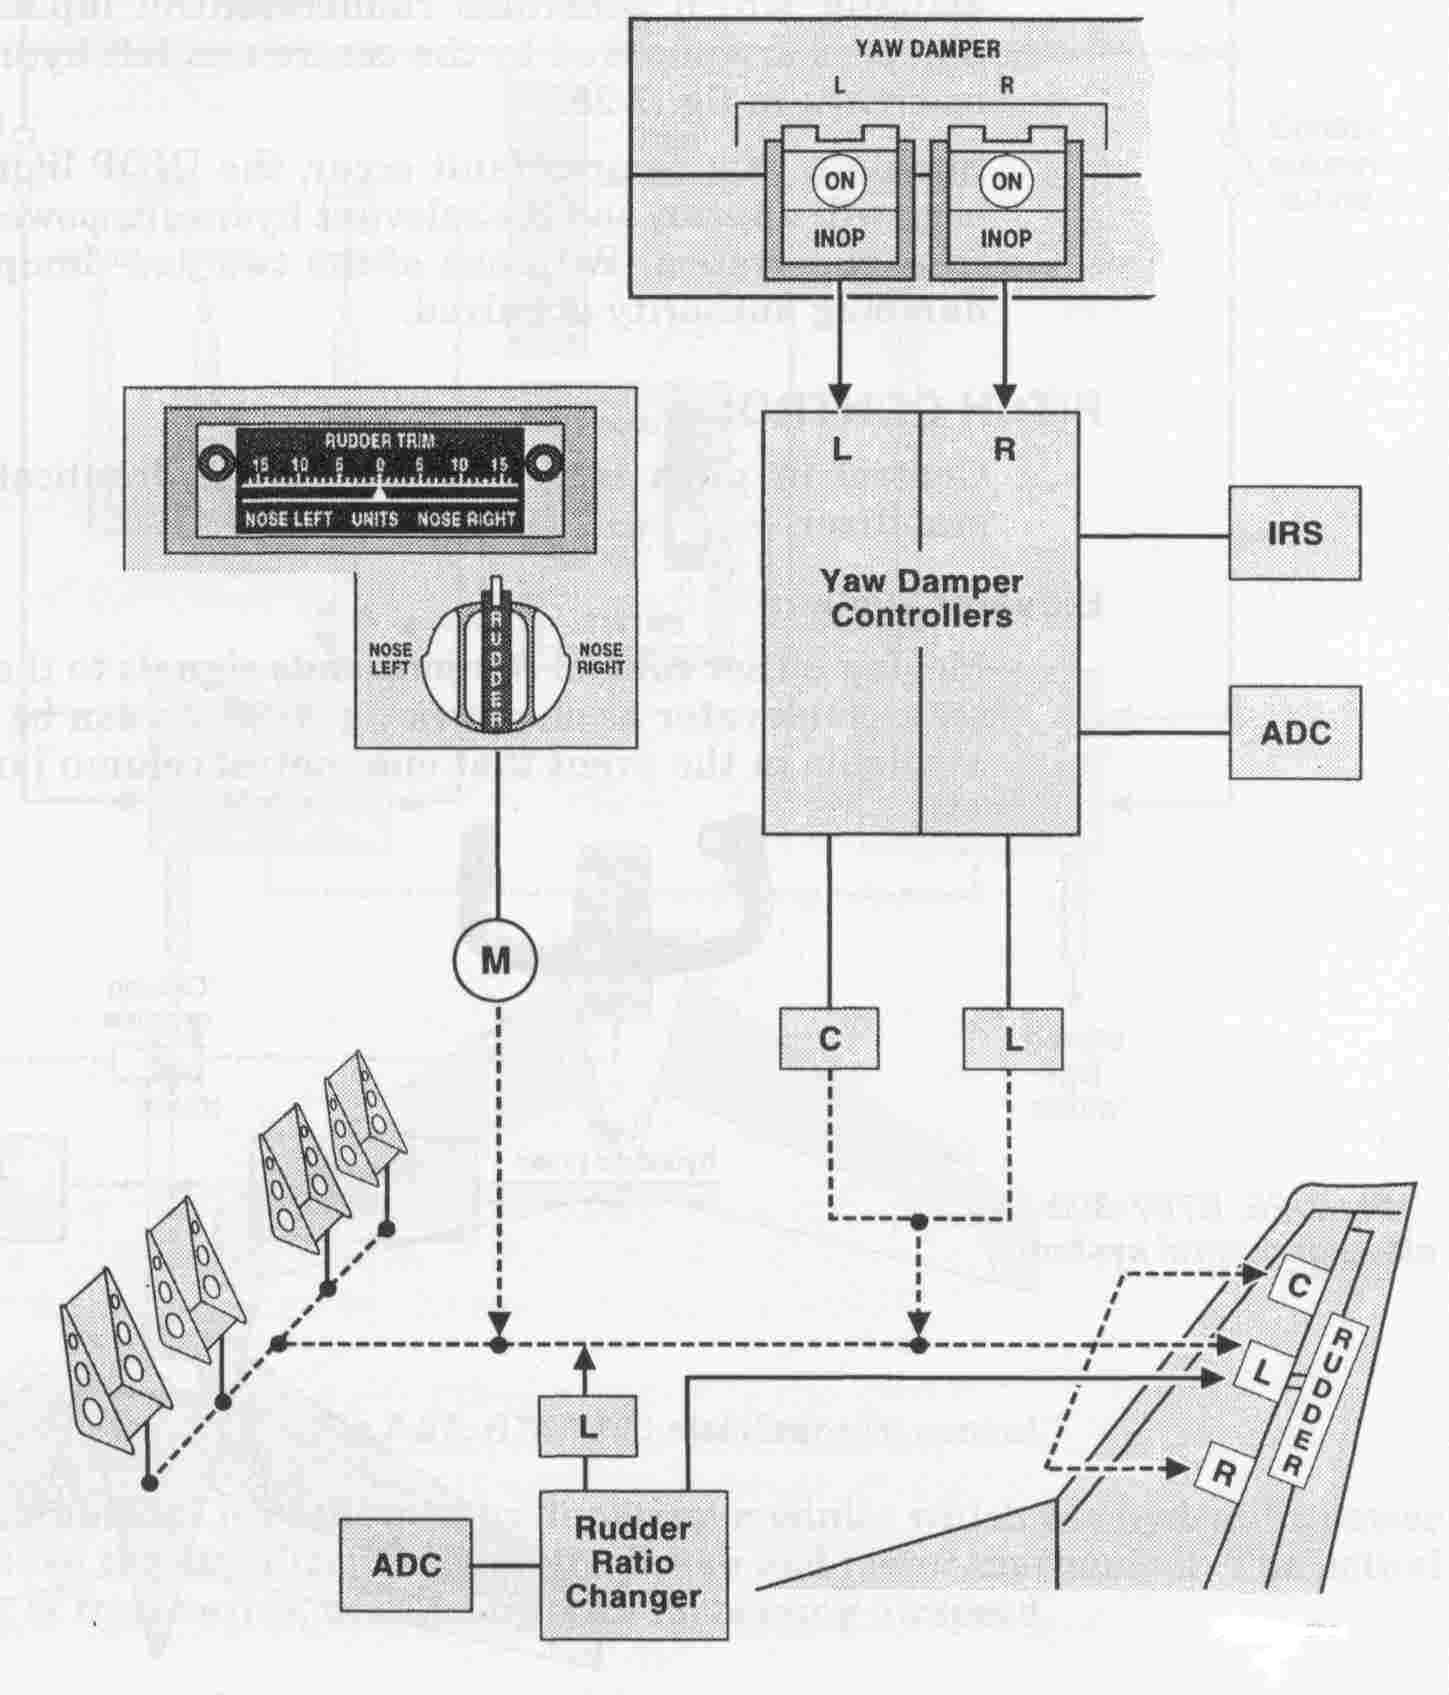 YAW DAMPER
L R
ON ON
INOP INOP
RUDDER TRIM
15 10 5 0 5 10 15
NOSE LEFT UNITS NOSE RIGHT
NOSE LEFT
RUDDER
NOSE RIGHT
L R
Yaw Damper
Controllers
IRS
ADC
M
C L
C
L
R
RUDDER
L
ADC
Rudder
Ratio
Changer